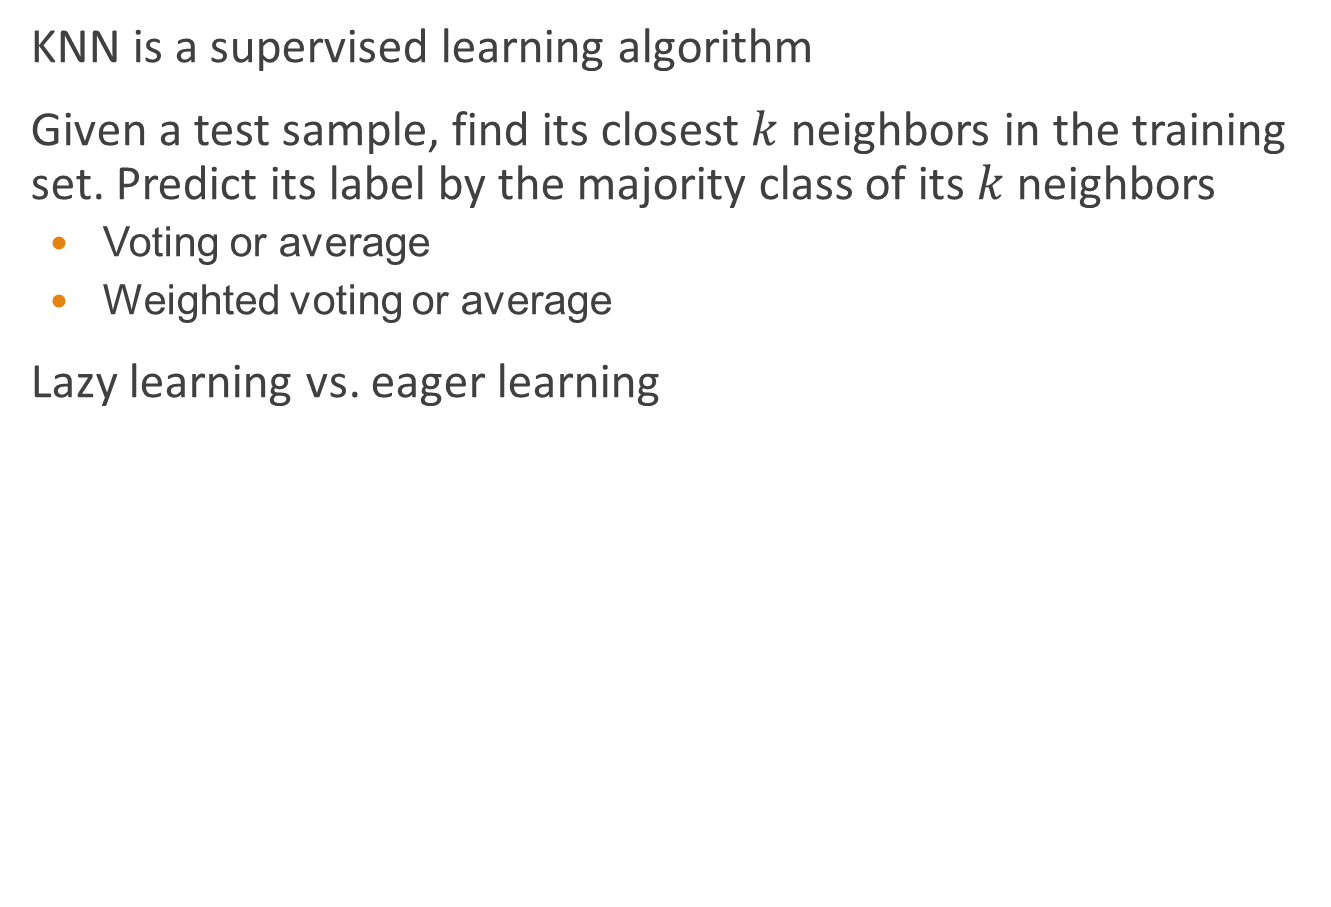 KNN is a supervised learning algorithm
Given a test sample, find its closest k neighbors in the training
set. Predict its label by the majority class of its k neighbors
• Voting or average
• Weighted voting or average
Lazy learning vs. eager learning